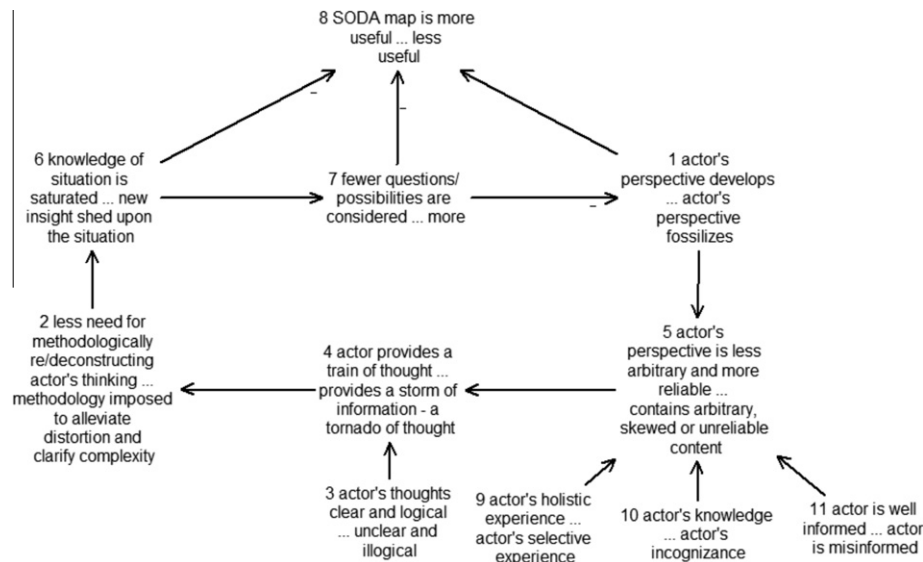 8 SODA map is more
useful ... less
useful
6 knowledge of
situation is
saturated ... new
insight shed upon
the situation
7 fewer questions/
possibilities are
considered ... more
1 actor's
perspective develops
... actor's
perspective
fossilizes
2 less need for
methodologically
re/deconstructing
actor's thinking ...
methodology imposed
to alleviate
distortion and
clarify complexity
4 actor provides a
train of thought ...
provides a storm of
information - a
tornado of thought
5 actor's
perspective is less
arbitrary and more
reliable ...
contains arbitrary,
skewed or unreliable
content
3 actor's thoughts
clear and logical
... unclear and
illogical
9 actor's holistic
experience ...
actor's selective
experience
10 actor's knowledge
... actor's
incognizance
11 actor is well
informed ... actor
is misinformed